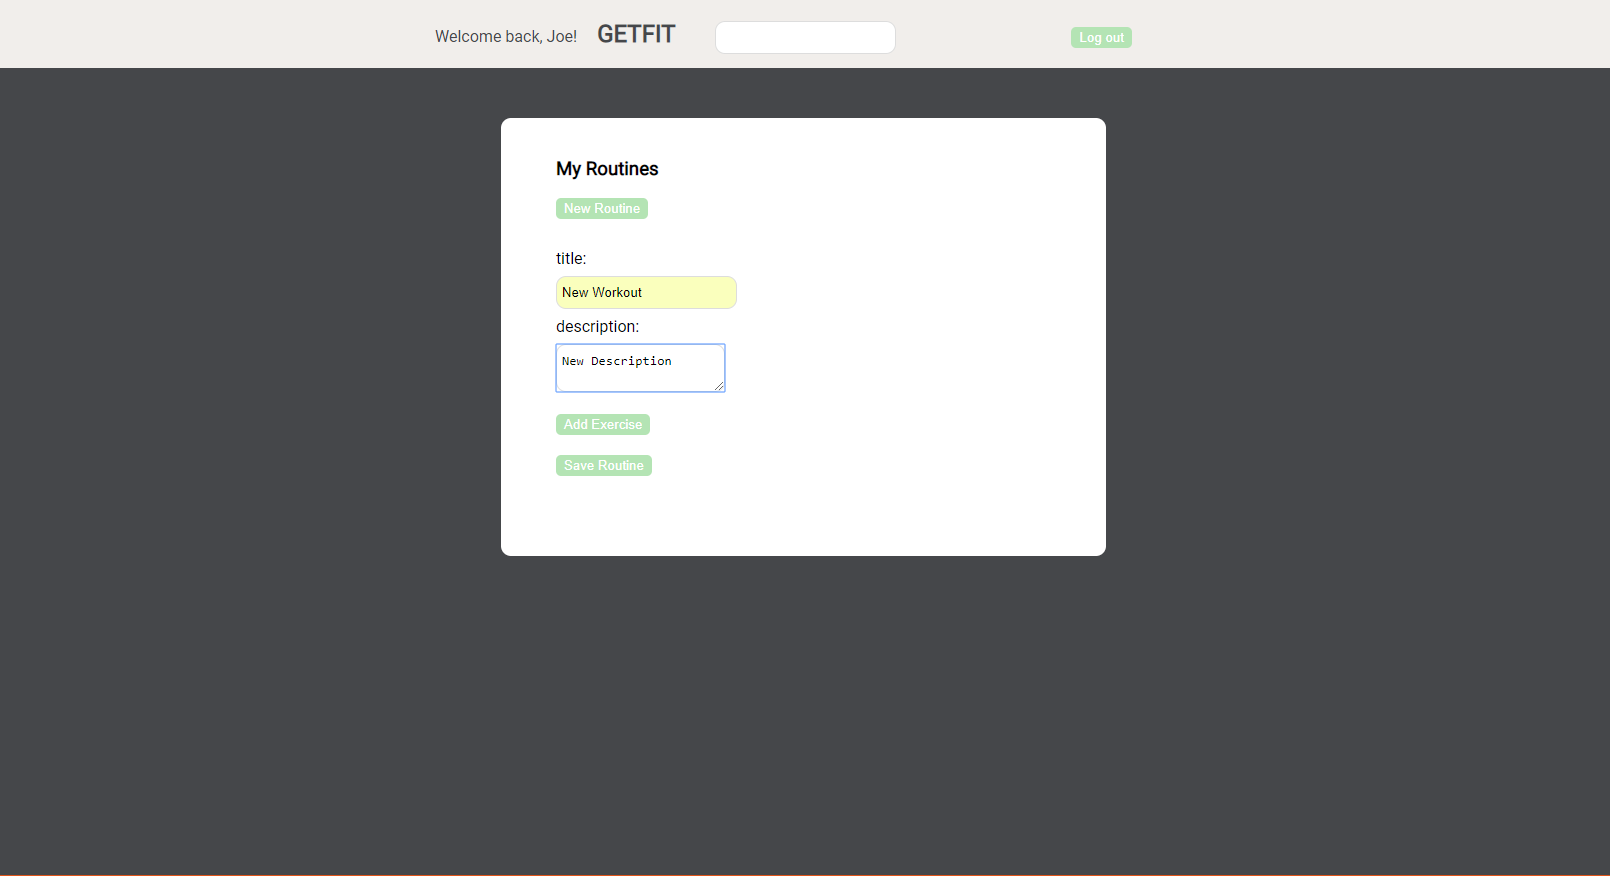 Welcome back, Joe! GETFIT Log out
My Routines
New Routine
title:
New Workout
description:
New Description
Add Exercise
Save Routine